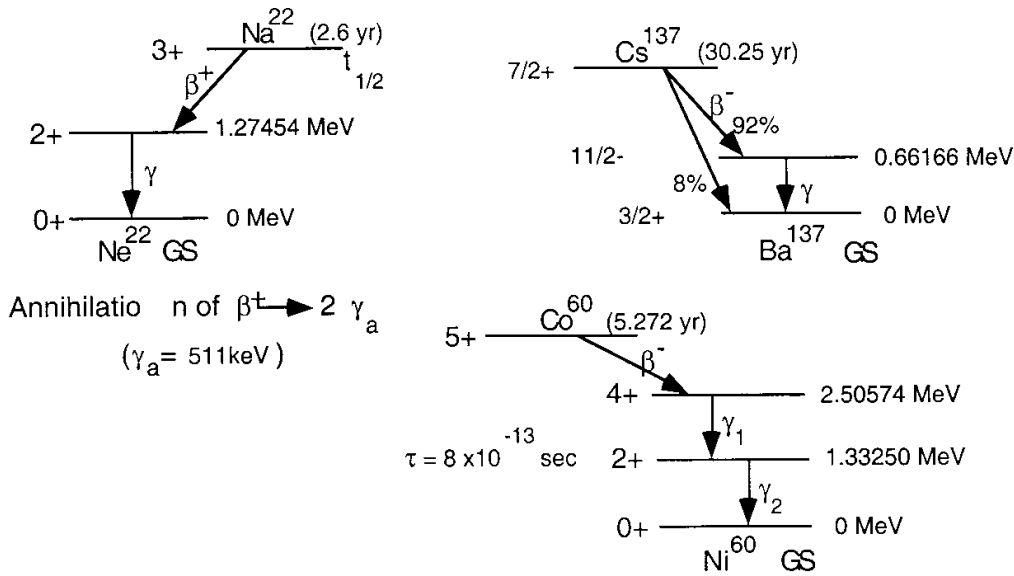 Na²² (2.6 yr)
3+
t 1/2
β⁺
2+ 1.27454 MeV
γ
0+ 0 MeV
Ne²² GS
Annihilatio n of β⁺ 2 γₐ
(γₐ = 511keV)
Cs¹³⁷ (30.25 yr)
7/2+
β⁻
92%
11/2- 0.66166 MeV
8% γ
3/2+ 0 MeV
Ba¹³⁷ GS
Co⁶⁰ (5.272 yr)
5+
β⁻
4+ 2.50574 MeV
γ₁
τ = 8 x10⁻¹³ sec 2+ 1.33250 MeV
γ₂
0+ 0 MeV
Ni⁶⁰ GS